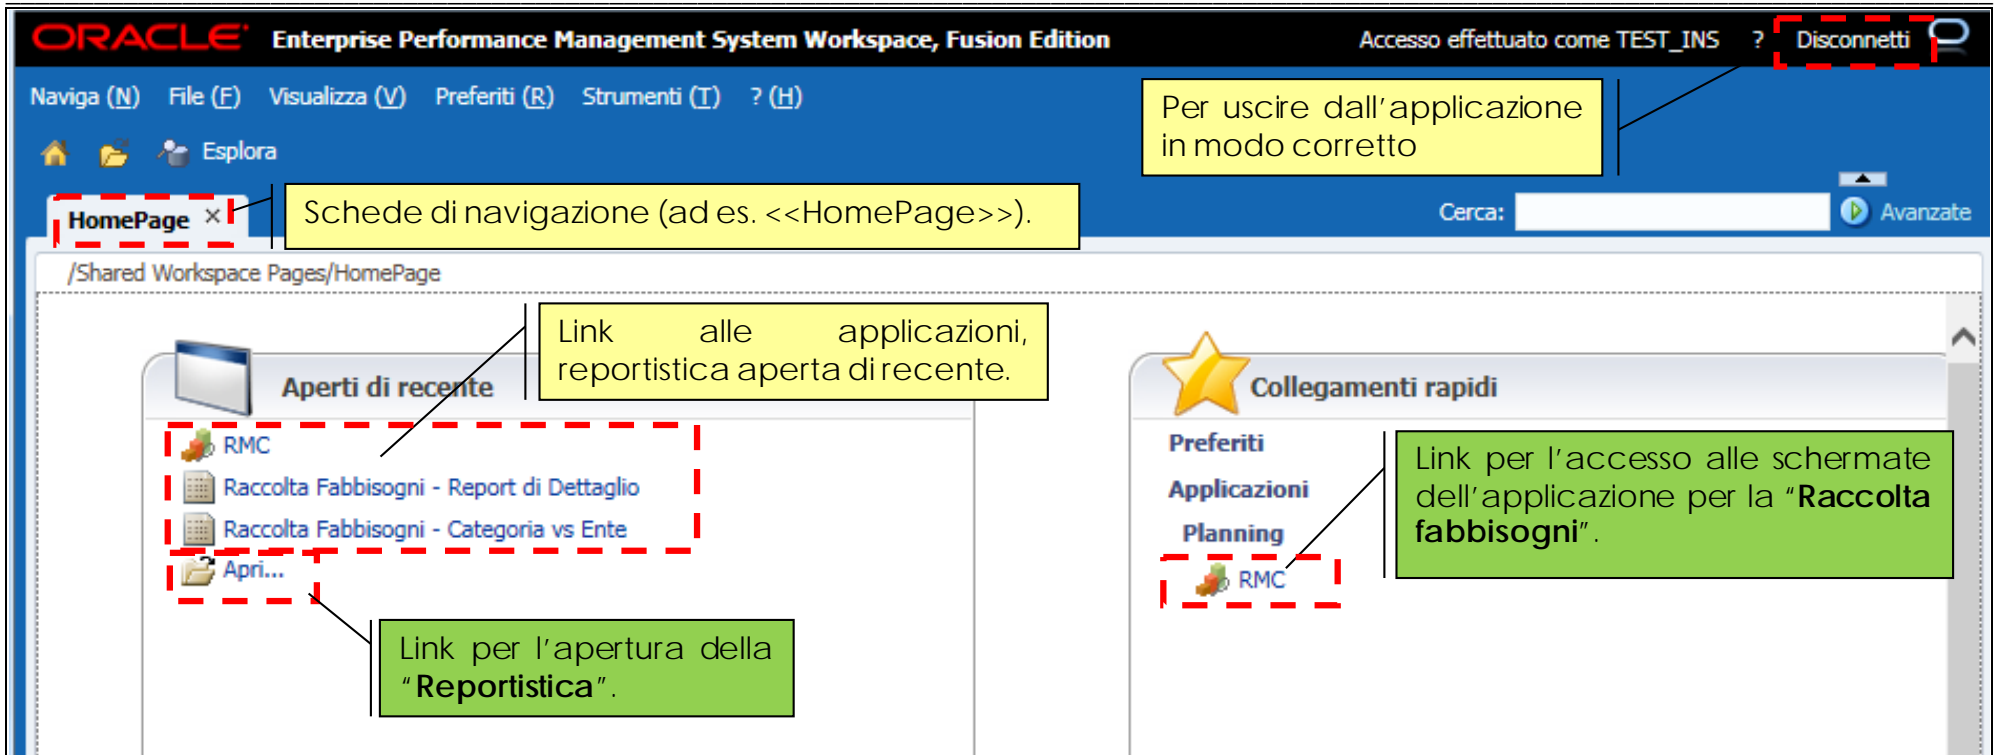 ORACLE Enterprise Performance Management System Workspace, Fusion Edition Accesso effettuato come TEST_INS ? Disconnetti
Naviga (N) File (F) Visualizza (V) Preferiti (R) Strumenti (T) ? (H)
Per uscire dall'applicazione
in modo corretto
Esplora
HomePage ×
Schede di navigazione (ad es. <<HomePage>>).
Cerca: Avanzate
/Shared Workspace Pages/HomePage
Link alle applicazioni,
reportistica aperta di recente.
Aperti di recente
RMC
Raccolta Fabbisogni - Report di Dettaglio
Raccolta Fabbisogni - Categoria vs Ente
Apri...
Link per l'apertura della
"Reportistica".
Collegamenti rapidi
Preferiti
Applicazioni
Planning
RMC
Link per l'accesso alle schermate
dell'applicazione per la "Raccolta
fabbisogni".